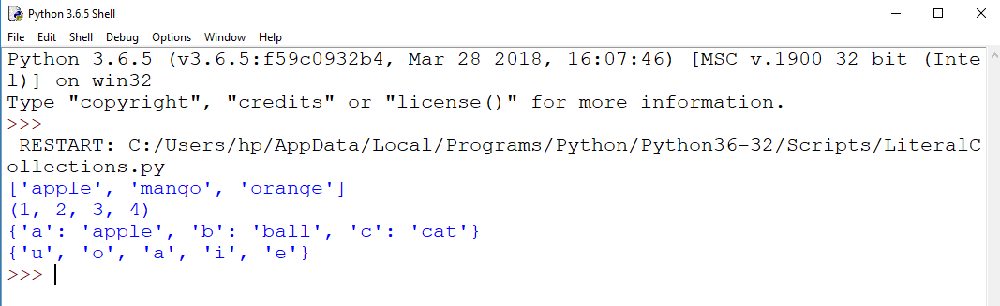 Python 3.6.5 Shell
File Edit Shell Debug Options Window Help
Python 3.6.5 (v3.6.5:f59c0932b4, Mar 28 2018, 16:07:46) [MSC v.1900 32 bit (Inte
l)] on win32
Type "copyright", "credits" or "license()" for more information.
>>>
 RESTART: C:/Users/hp/AppData/Local/Programs/Python/Python36-32/Scripts/LiteralC
ollections.py
['apple', 'mango', 'orange']
(1, 2, 3, 4)
{'a': 'apple', 'b': 'ball', 'c': 'cat'}
{'u', 'o', 'a', 'i', 'e'}
>>>